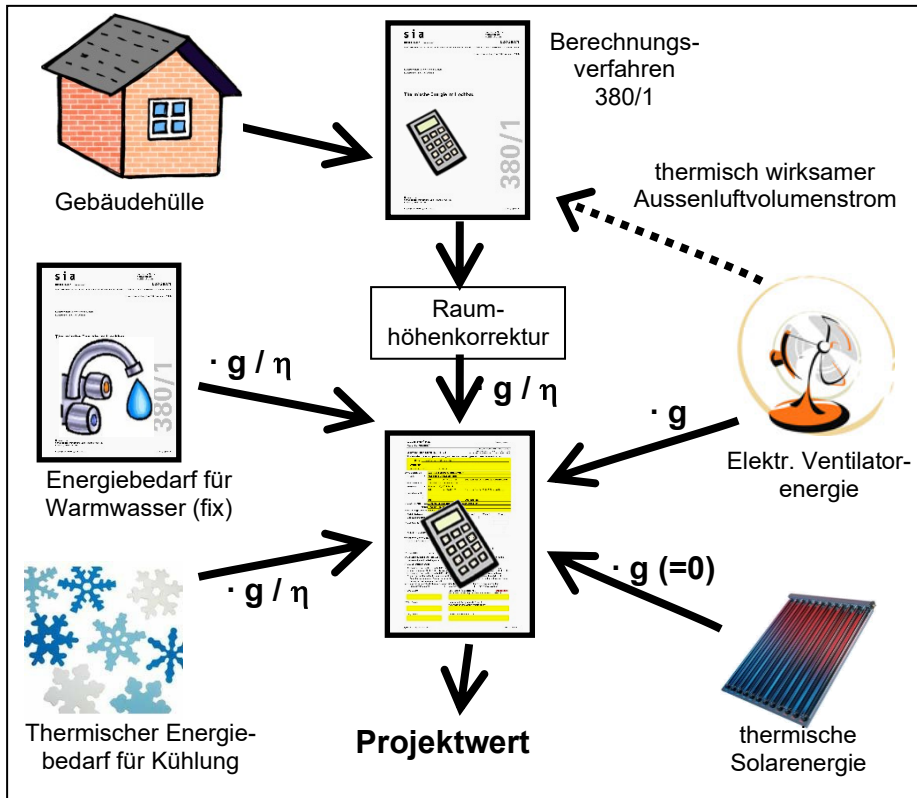 sia
380/1
Berechnungs-
verfahren
380/1
Gebäudehülle
thermisch wirksamer
Aussenluftvolumenstrom
sia
380/1
Raum-
höhenkorrektur
· g / η
· g / η
· g
Energiebedarf für
Warmwasser (fix)
Elektr. Ventilator-
energie
· g / η
· g (=0)
Thermischer Energie-
bedarf für Kühlung
Projektwert
thermische
Solarenergie